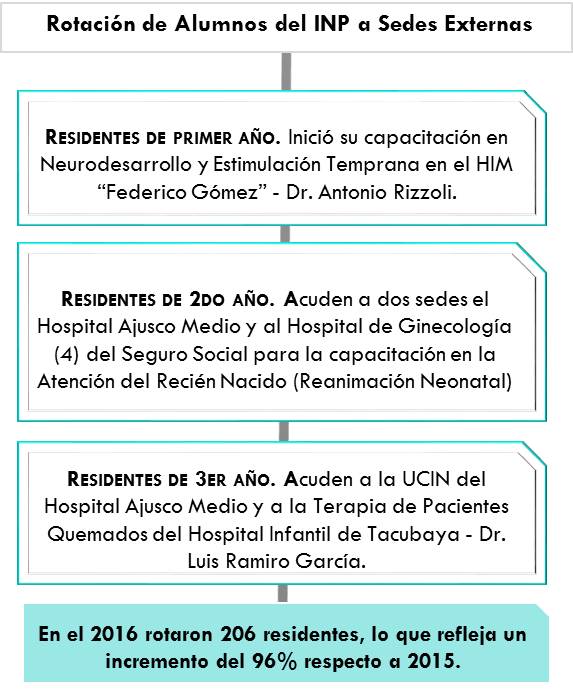 Rotación de Alumnos del INP a Sedes Externas
RESIDENTES DE PRIMER AÑO. Inició su capacitación en
Neurodesarrollo y Estimulación Temprana en el HIM
“Federico Gómez” - Dr. Antonio Rizzoli.
RESIDENTES DE 2DO AÑO. Acuden a dos sedes el
Hospital Ajusco Medio y al Hospital de Ginecología
(4) del Seguro Social para la capacitación en la
Atención del Recién Nacido (Reanimación Neonatal)
RESIDENTES DE 3ER AÑO. Acuden a la UCIN del
Hospital Ajusco Medio y a la Terapia de Pacientes
Quemados del Hospital Infantil de Tacubaya - Dr.
Luis Ramiro García.
En el 2016 rotaron 206 residentes, lo que refleja un
incremento del 96% respecto a 2015.